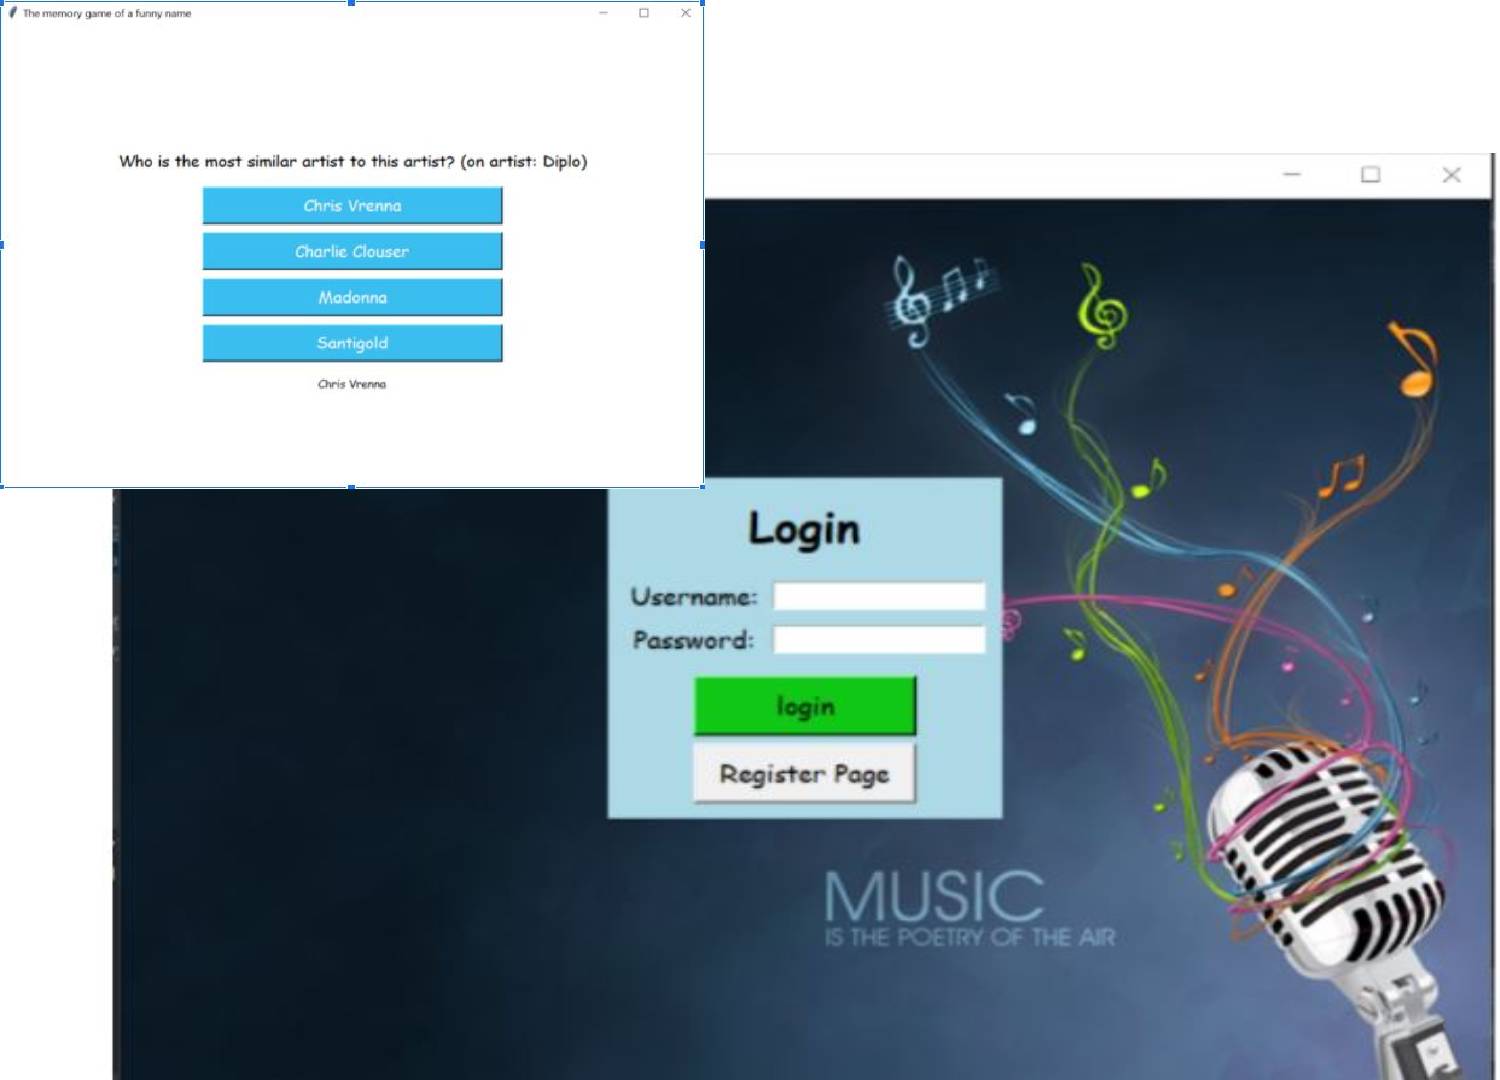 The memory game of a funny name
Who is the most similar artist to this artist? (on artist: Diplo)
Chris Vrenna
Charlie Clouser
Madonna
Santigold
Chris Vrenna
Login
Username:
Password:
login
Register Page
MUSIC
IS THE POETRY OF THE AIR